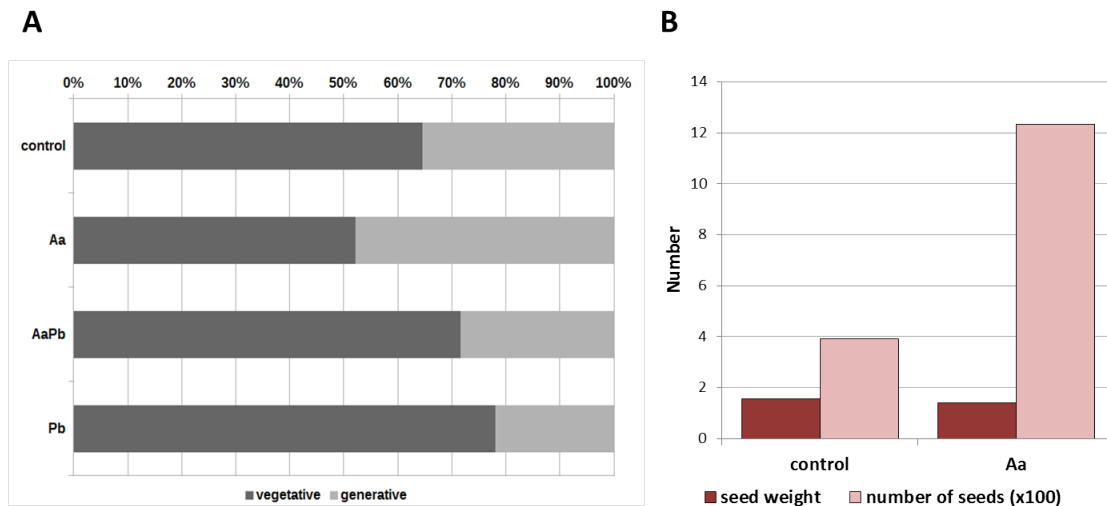 A
0% 10% 20% 30% 40% 50% 60% 70% 80% 90% 100%
control
Aa
AaPb
Pb
vegetative generative
B
14
12
10
8
6
4
2
0
Number
control Aa
seed weight number of seeds (x100)